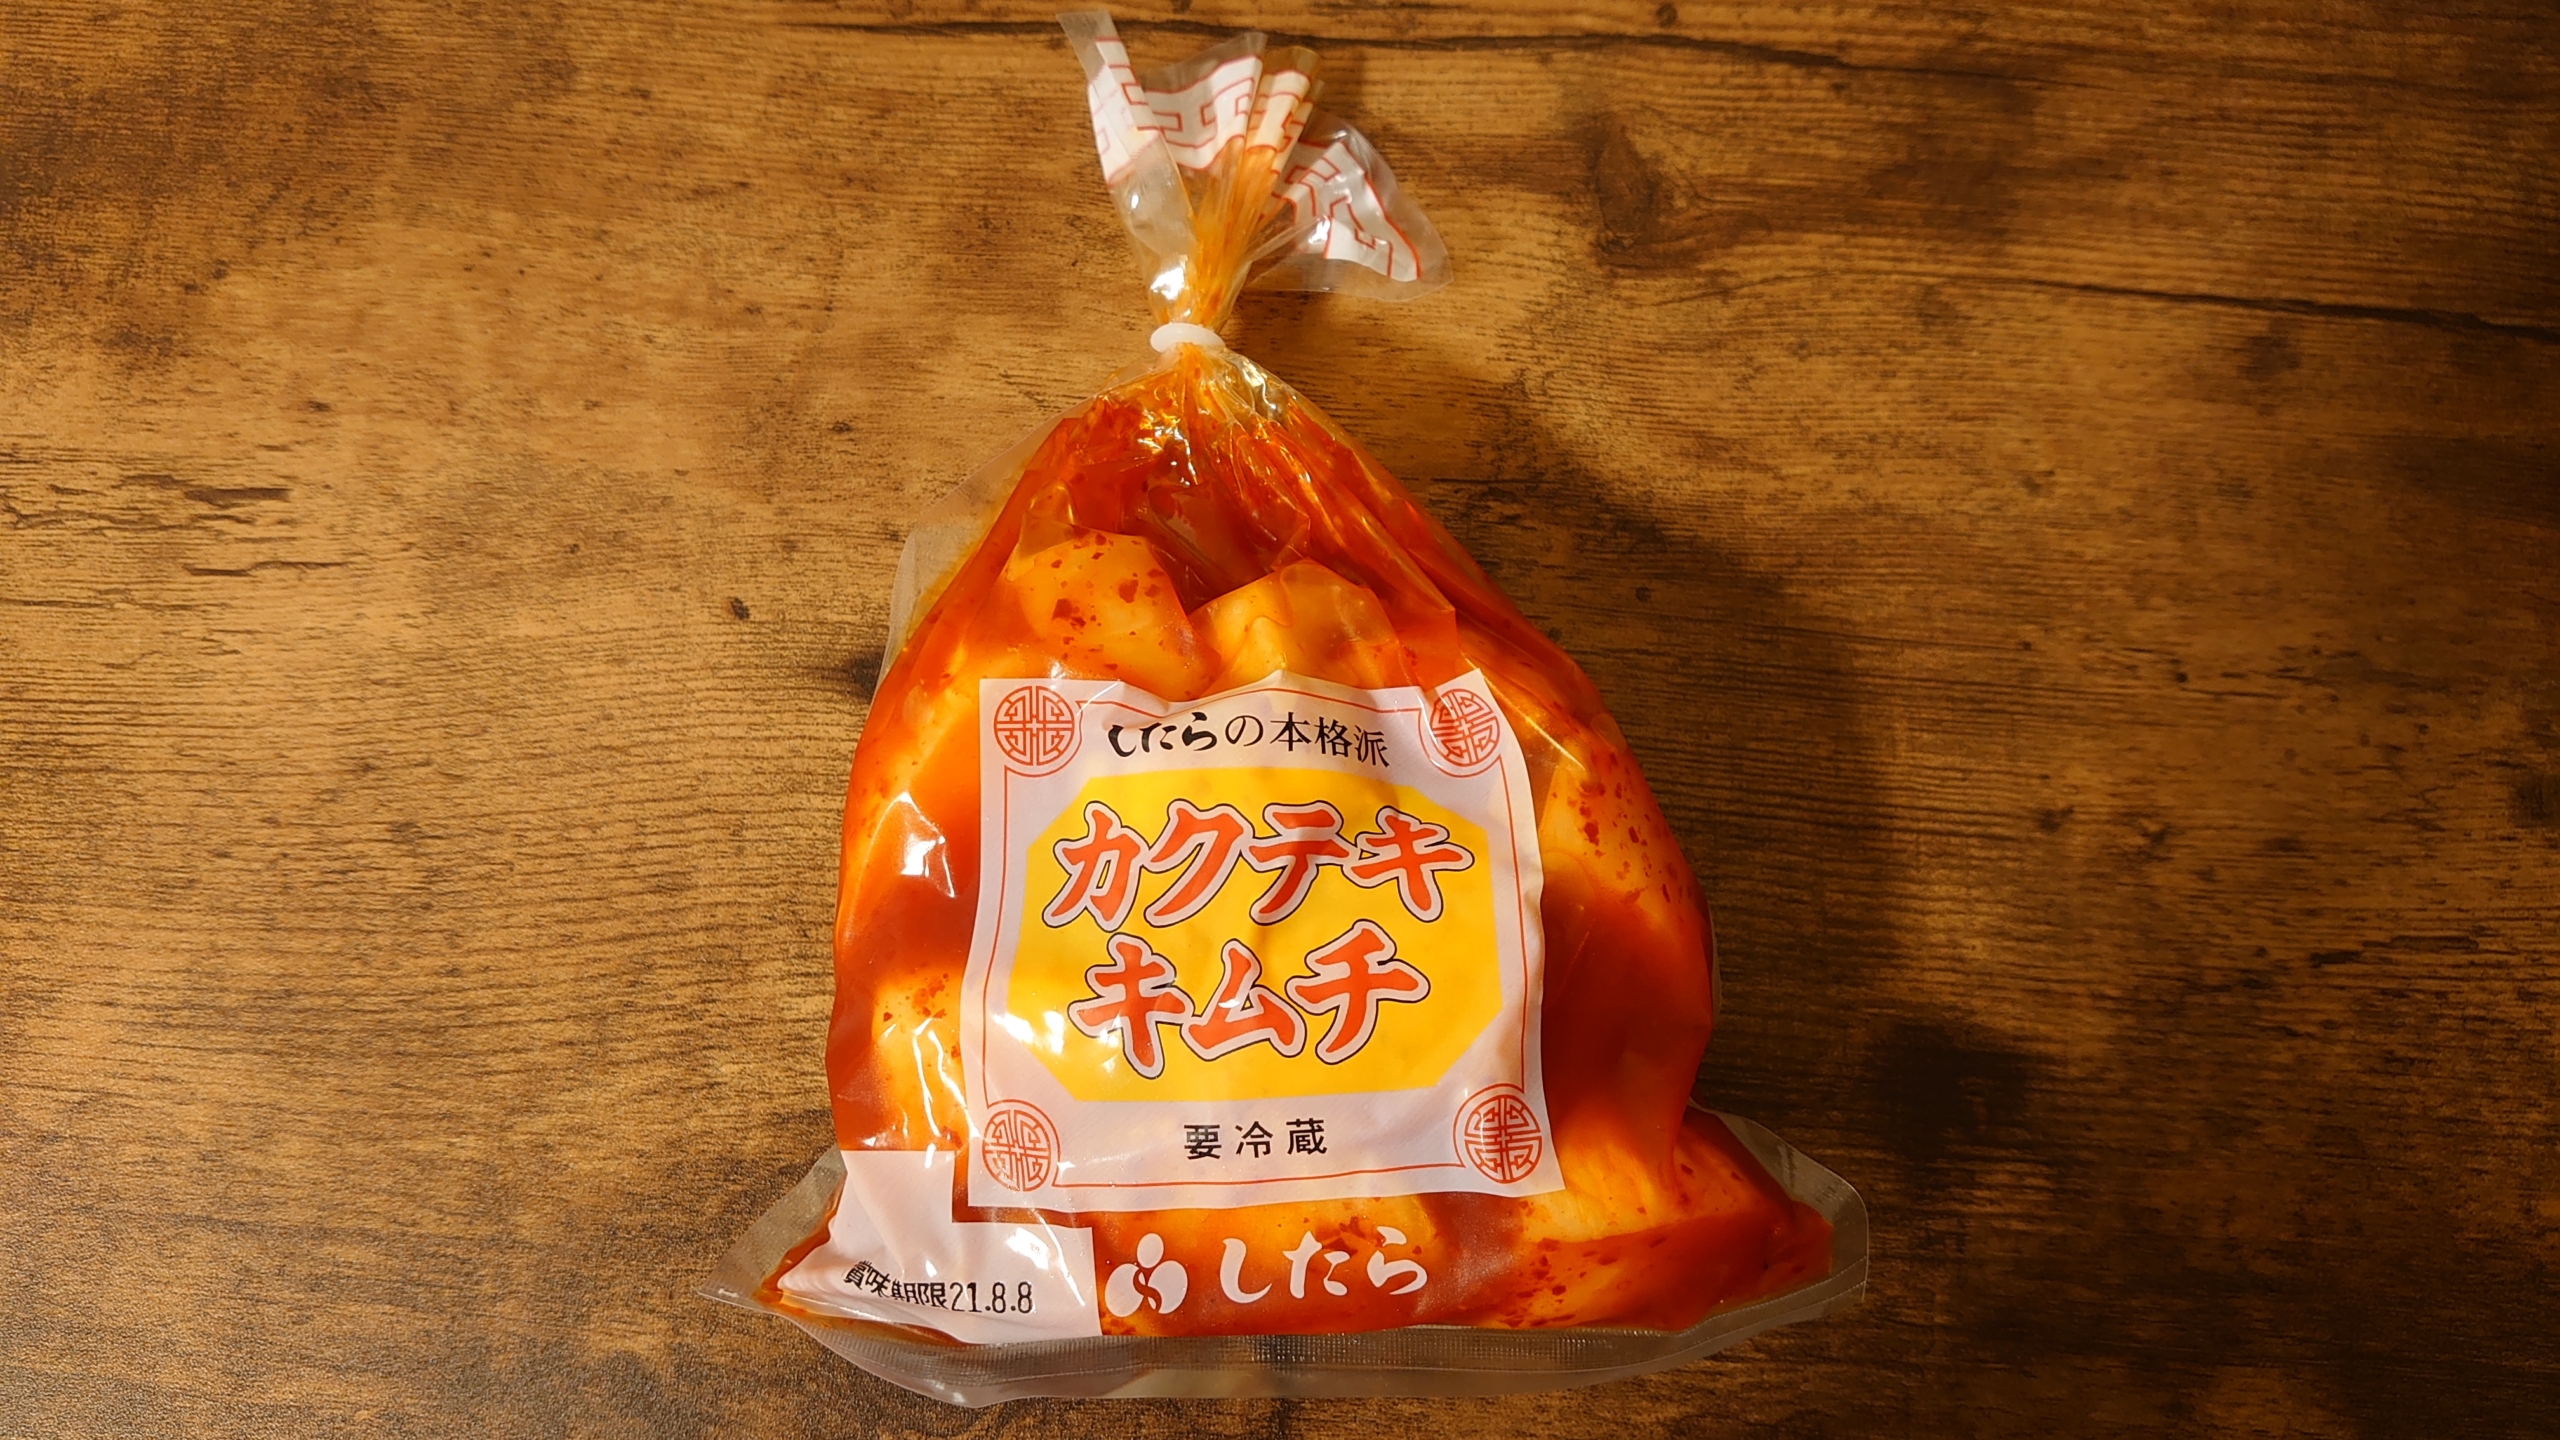 したらの本格派
カクテキ
キムチ
要冷蔵
賞味期限21.8.8
したら